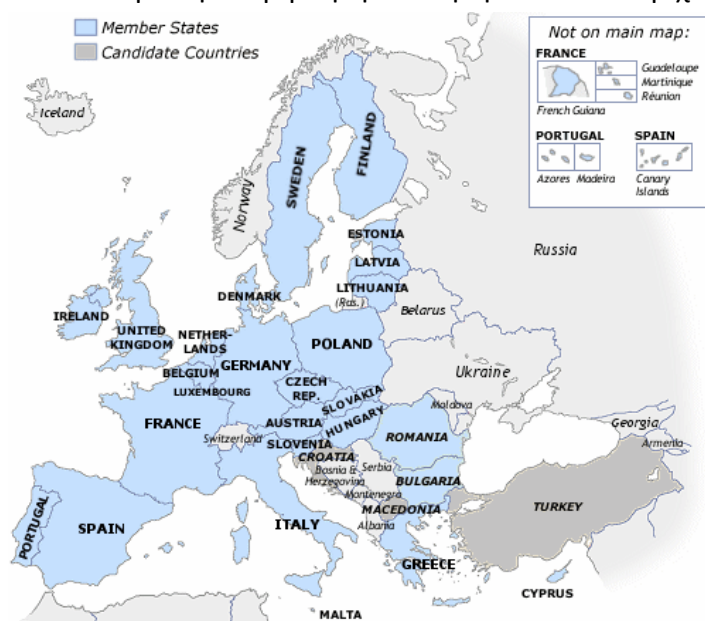 Member States
Candidate Countries
Not on main map:
FRANCE
Guadeloupe
Martinique
Réunion
French Guiana
PORTUGAL
SPAIN
Azores
Madeira
Canary
Islands
Iceland
Norway
SWEDEN
FINLAND
Russia
ESTONIA
LATVIA
LITHUANIA
(Rus.)
DENMARK
Belarus
IRELAND
UNITED
KINGDOM
NETHER-
LANDS
BELGIUM
LUXEMBOURG
GERMANY
POLAND
Ukraine
CZECH
REP.
SLOVAKIA
FRANCE
AUSTRIA
HUNGARY
Moldova
Switzerland
SLOVENIA
ROMANIA
Georgia
Armenia
CROATIA
Bosnia &
Herzegovina
Serbia
BULGARIA
Montenegro
MACEDONIA
Albania
TURKEY
PORTUGAL
SPAIN
ITALY
GREECE
CYPRUS
MALTA